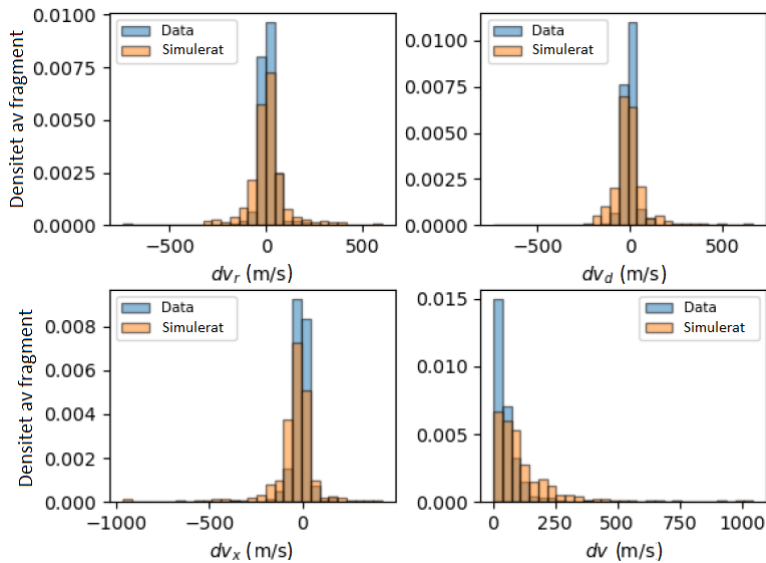 Densitet av fragment
0.010
0.0100
0.0075
0.0050
0.0025
0.0000
Data
Simulerat
−500
0
500
dv_r (m/s)
0.0100
0.0075
0.0050
0.0025
0.0000
Data
Simulerat
−500
0
500
dv_d (m/s)
Densitet av fragment
0.008
0.006
0.004
0.002
0.000
Data
Simulerat
−1000
−500
0
dv_x (m/s)
0.015
0.010
0.005
0.000
Data
Simulerat
0
250
500
750
1000
dv (m/s)